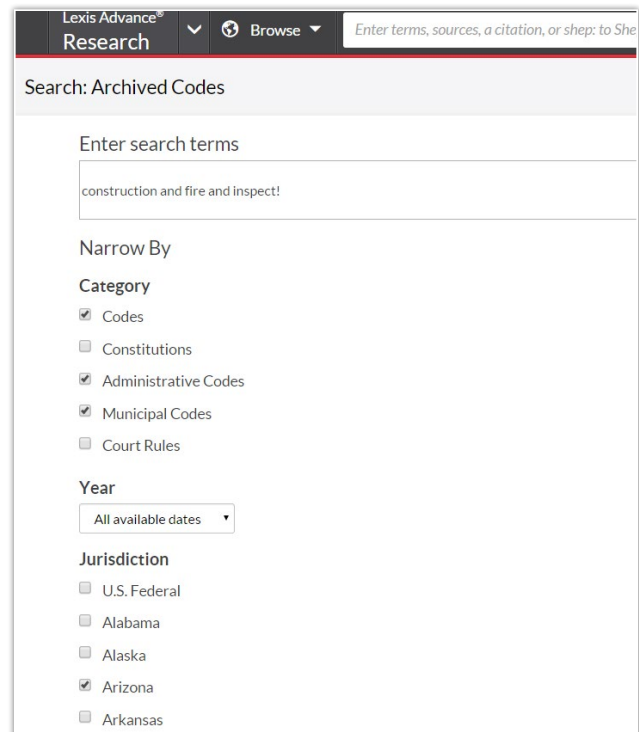 Lexis Advance®
Research
Browse
Enter terms, sources, a citation, or shep: to She
Search: Archived Codes
Enter search terms
construction and fire and inspect!
Narrow By
Category
Codes
Constitutions
Administrative Codes
Municipal Codes
Court Rules
Year
All available dates
Jurisdiction
U.S. Federal
Alabama
Alaska
Arizona
Arkansas